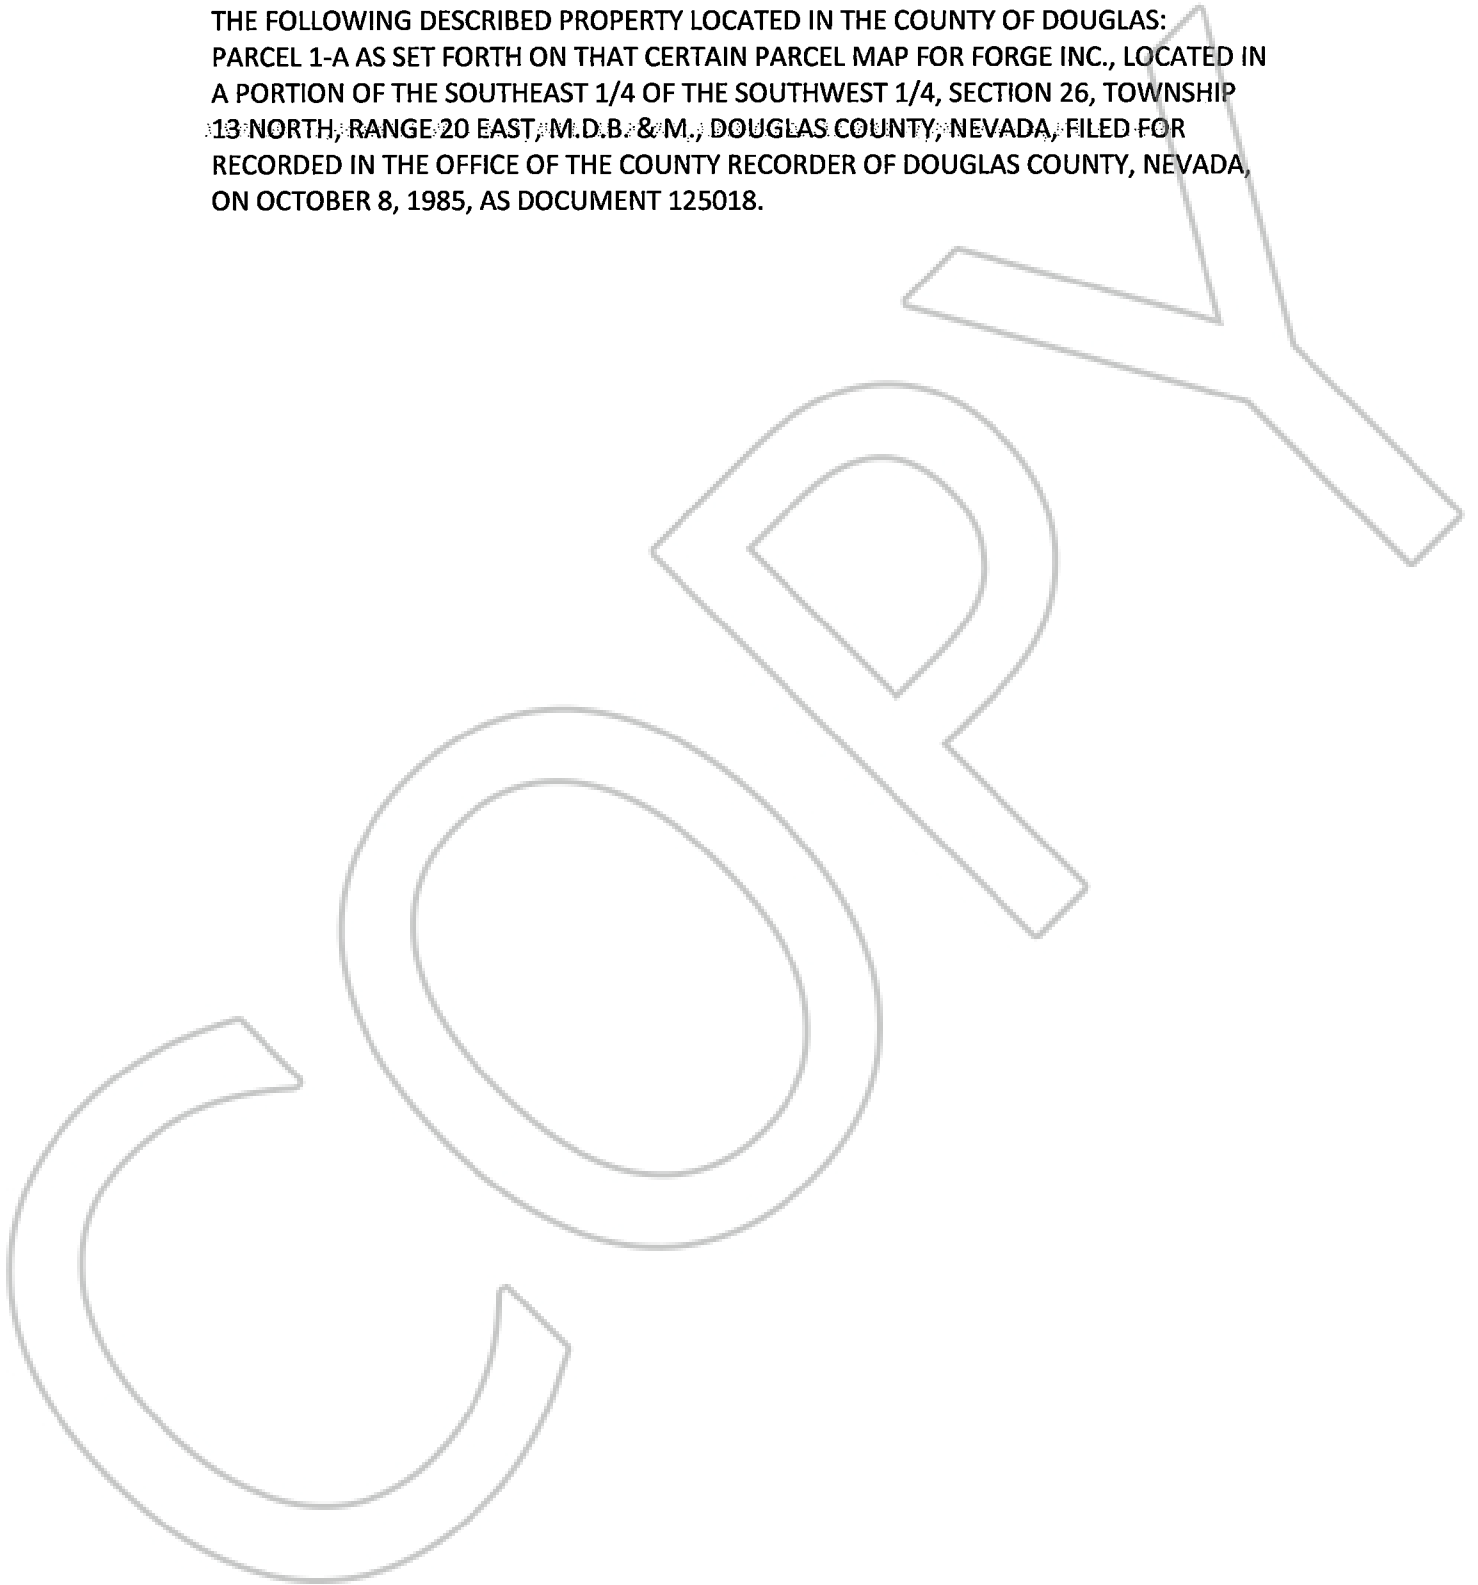 THE FOLLOWING DESCRIBED PROPERTY LOCATED IN THE COUNTY OF DOUGLAS:
PARCEL 1-A AS SET FORTH ON THAT CERTAIN PARCEL MAP FOR FORGE INC., LOCATED IN
A PORTION OF THE SOUTHEAST 1/4 OF THE SOUTHWEST 1/4, SECTION 26, TOWNSHIP
13 NORTH, RANGE 20 EAST, M.D.B. & M., DOUGLAS COUNTY, NEVADA, FILED FOR
RECORDED IN THE OFFICE OF THE COUNTY RECORDER OF DOUGLAS COUNTY, NEVADA,
ON OCTOBER 8, 1985, AS DOCUMENT 125018.
COPY